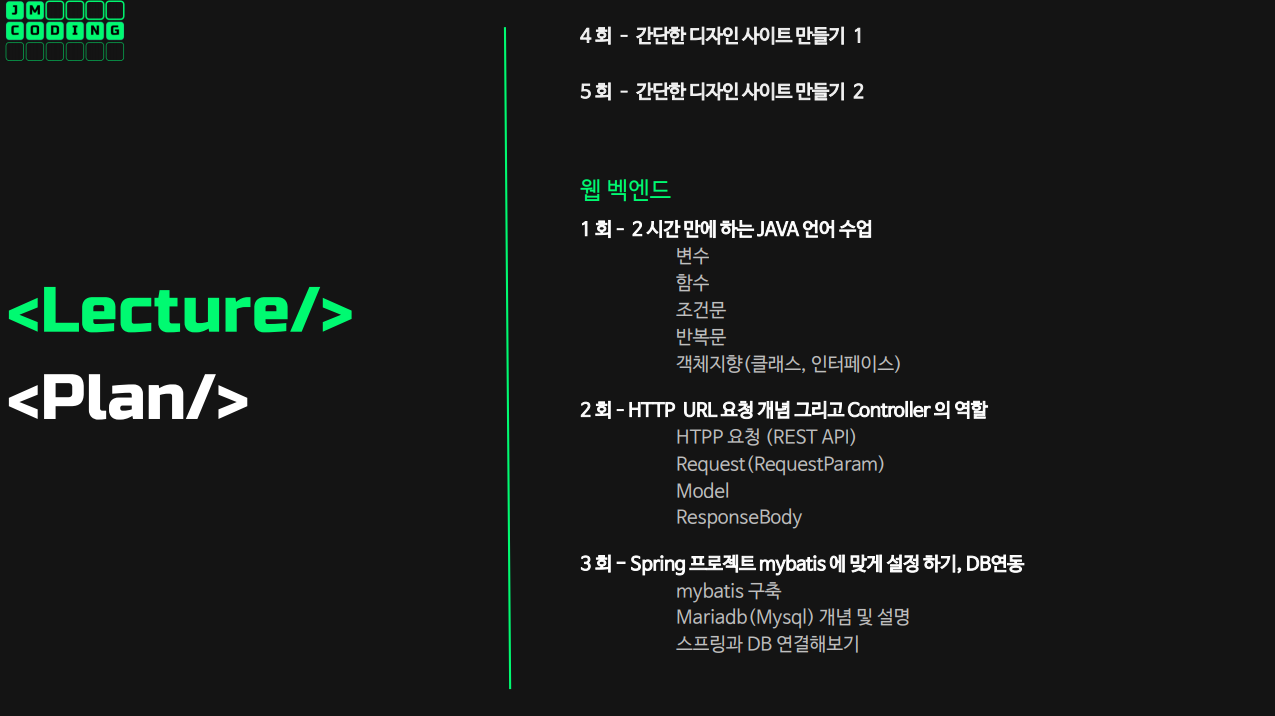 JM
CODING
<Lecture/>
<Plan/>
4회 - 간단한 디자인 사이트 만들기 1
5회 - 간단한 디자인 사이트 만들기 2
웹 벡엔드
1회 - 2시간 만에 하는 JAVA 언어 수업
변수
함수
조건문
반복문
객체지향(클래스, 인터페이스)
2회 - HTTP URL 요청 개념 그리고 Controller 의 역할
HTPP 요청 (REST API)
Request(RequestParam)
Model
ResponseBody
3회 - Spring 프로젝트 mybatis 에 맞게 설정 하기, DB연동
mybatis 구축
Mariadb(Mysql) 개념 및 설명
스프링과 DB 연결해보기